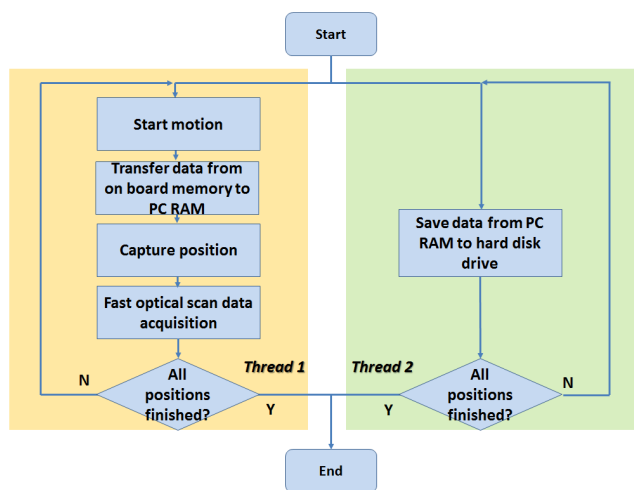 Start
Start motion
Transfer data from
on board memory to
PC RAM
Capture position
Fast optical scan data
acquisition
All
positions
finished?
N
Y
Thread 1
Thread 2
Save data from PC
RAM to hard disk
drive
All
positions
finished?
Y
N
End